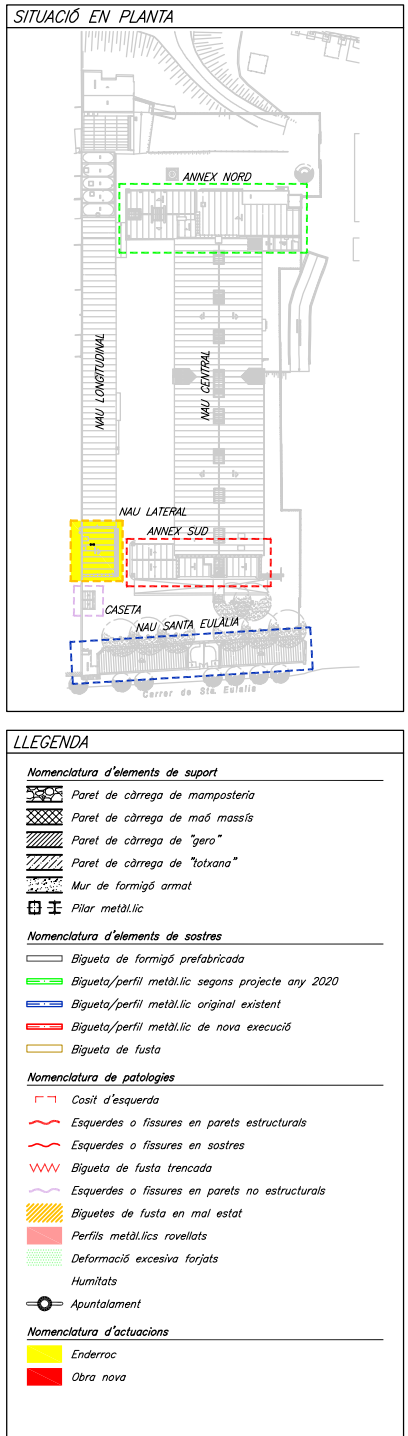 SITUACIÓ EN PLANTA
ANNEX NORD
NAU LONGITUDINAL
NAU CENTRAL
NAU LATERAL
ANNEX SUD
CASETA
NAU SANTA EULÀLIA
Carrer de Sta. Eulalia
LLEGENDA
Nomenclatura d'elements de suport
Paret de càrrega de mamposteria
Paret de càrrega de maó massís
Paret de càrrega de "gero"
Paret de càrrega de "totxana"
Mur de formigó armat
Pilar metàl.lic
Nomenclatura d'elements de sostres
Bigueta de formigó prefabricada
Bigueta/perfil metàl.lic segons projecte any 2020
Bigueta/perfil metàl.lic original existent
Bigueta/perfil metàl.lic de nova execució
Bigueta de fusta
Nomenclatura de patologies
Cosit d'esquerda
Esquerdes o fissures en parets estructurals
Esquerdes o fissures en sostres
Bigueta de fusta trencada
Esquerdes o fissures en parets no estructurals
Biguetes de fusta en mal estat
Perfils metàl.lics rovellats
Deformació excesiva forjats
Humitats
Apuntalament
Nomenclatura d'actuacions
Enderroc
Obra nova